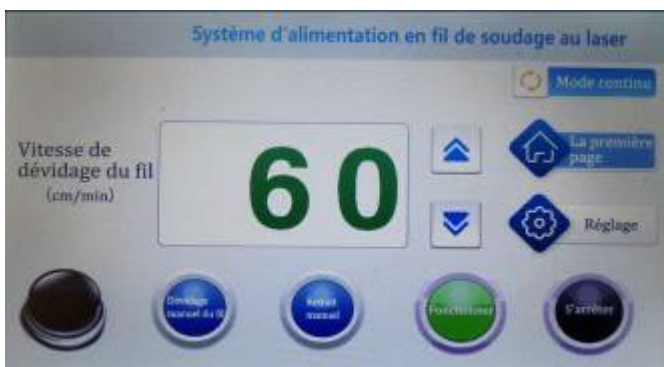 Système d'alimentation en fil de soudage au laser
Mode continu
Vitesse de
dévidage du fil
(cm/min)
60
La première
page
Réglage
Dévidage
manuel du fil
Retrait
manuel
Fonctionner
S'arrêter